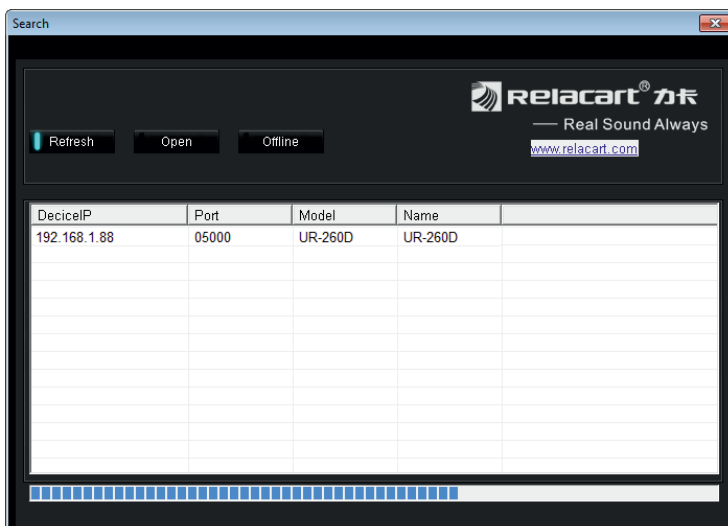 Search
Relacart® 力卡
— Real Sound Always
www.relacart.com
Refresh Open Offline
DeciceIP Port Model Name
192.168.1.88 05000 UR-260D UR-260D